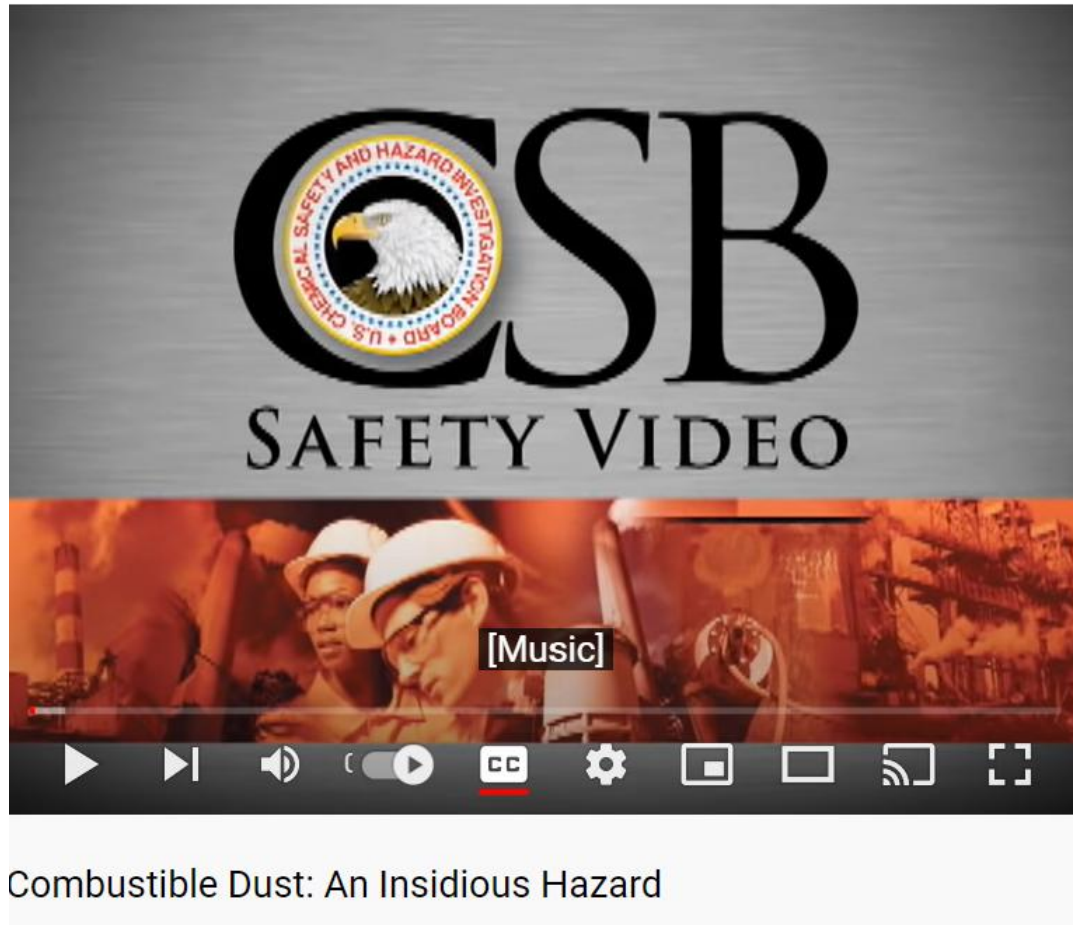 CSB
U.S. CHEMICAL SAFETY AND HAZARD INVESTIGATION BOARD
SAFETY VIDEO
[Music]
CC
Combustible Dust: An Insidious Hazard